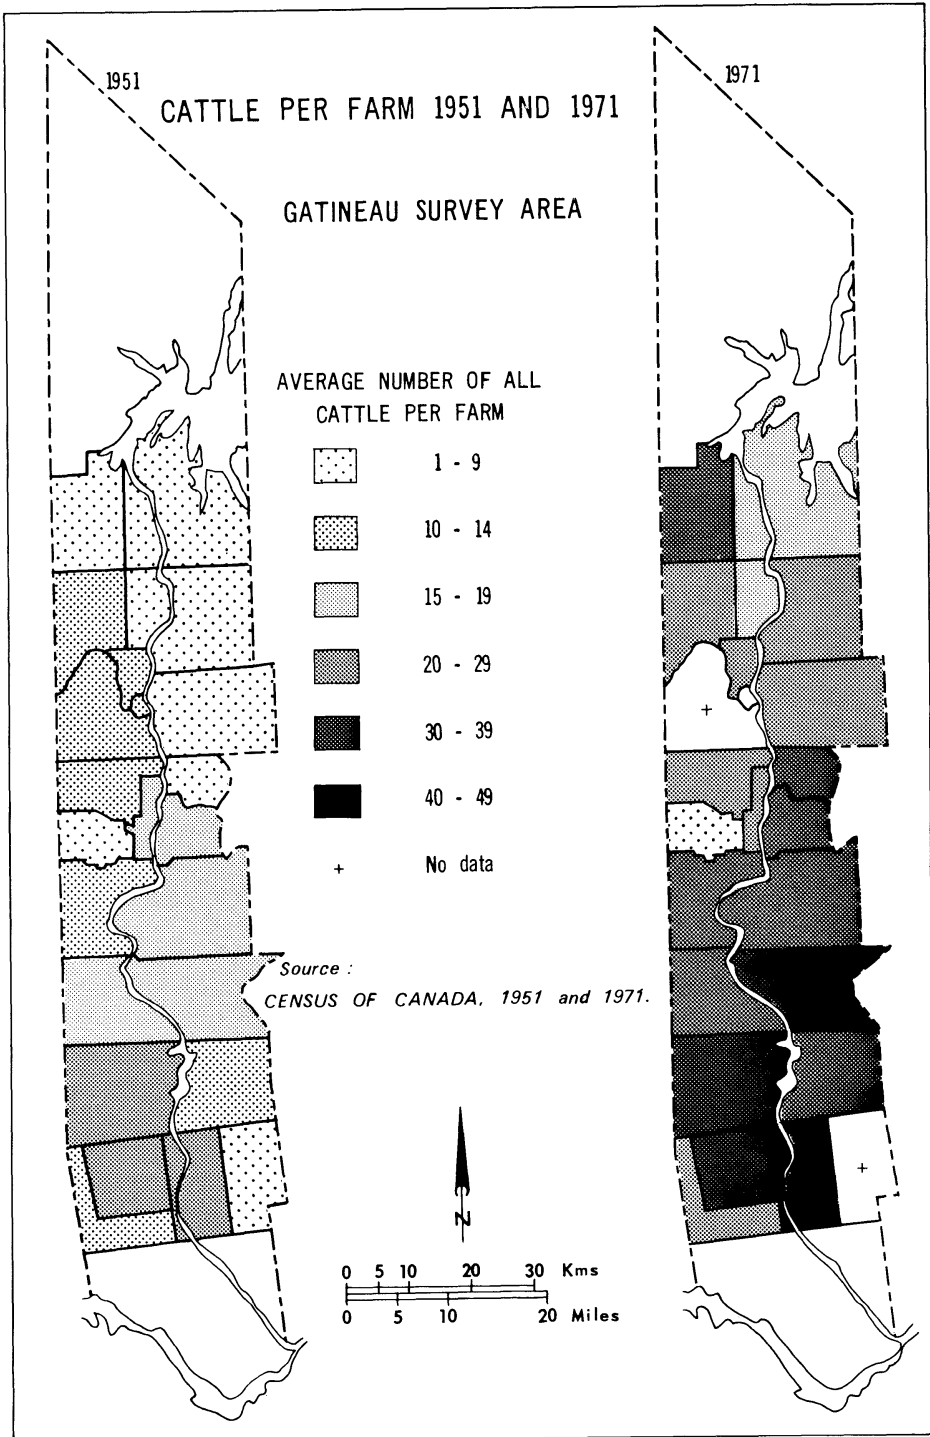 1951
1971
CATTLE PER FARM 1951 AND 1971
GATINEAU SURVEY AREA
AVERAGE NUMBER OF ALL
CATTLE PER FARM
1 - 9
10 - 14
15 - 19
20 - 29
30 - 39
40 - 49
+ No data
+
+
Source :
CENSUS OF CANADA, 1951 and 1971.
N
0 5 10 20 30 Kms
0 5 10 20 Miles